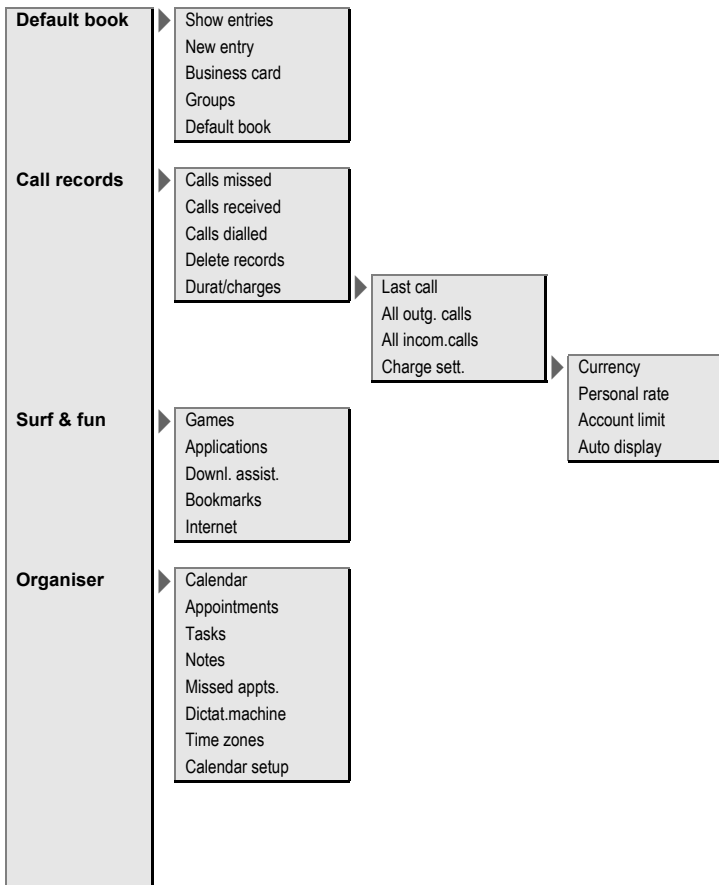 Default book
Show entries
New entry
Business card
Groups
Default book
Call records
Calls missed
Calls received
Calls dialled
Delete records
Durat/charges
Last call
All outg. calls
All incom.calls
Charge sett.
Currency
Personal rate
Account limit
Auto display
Surf & fun
Games
Applications
Downl. assist.
Bookmarks
Internet
Organiser
Calendar
Appointments
Tasks
Notes
Missed appts.
Dictat.machine
Time zones
Calendar setup